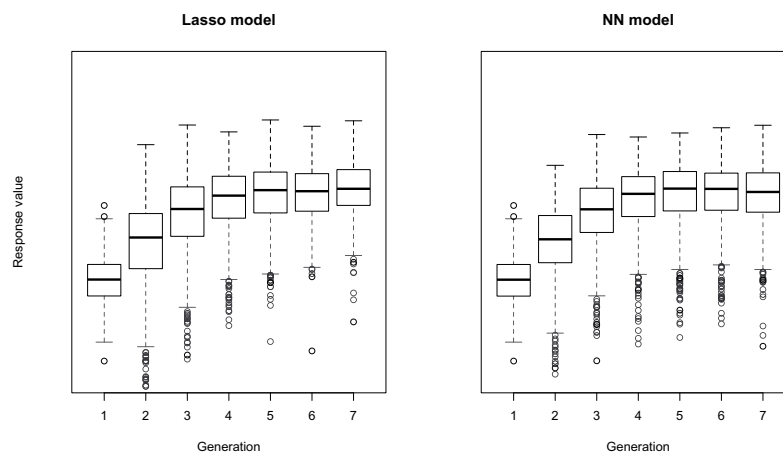 Lasso model
NN model
Response value
1 2 3 4 5 6 7
1 2 3 4 5 6 7
Generation
Generation